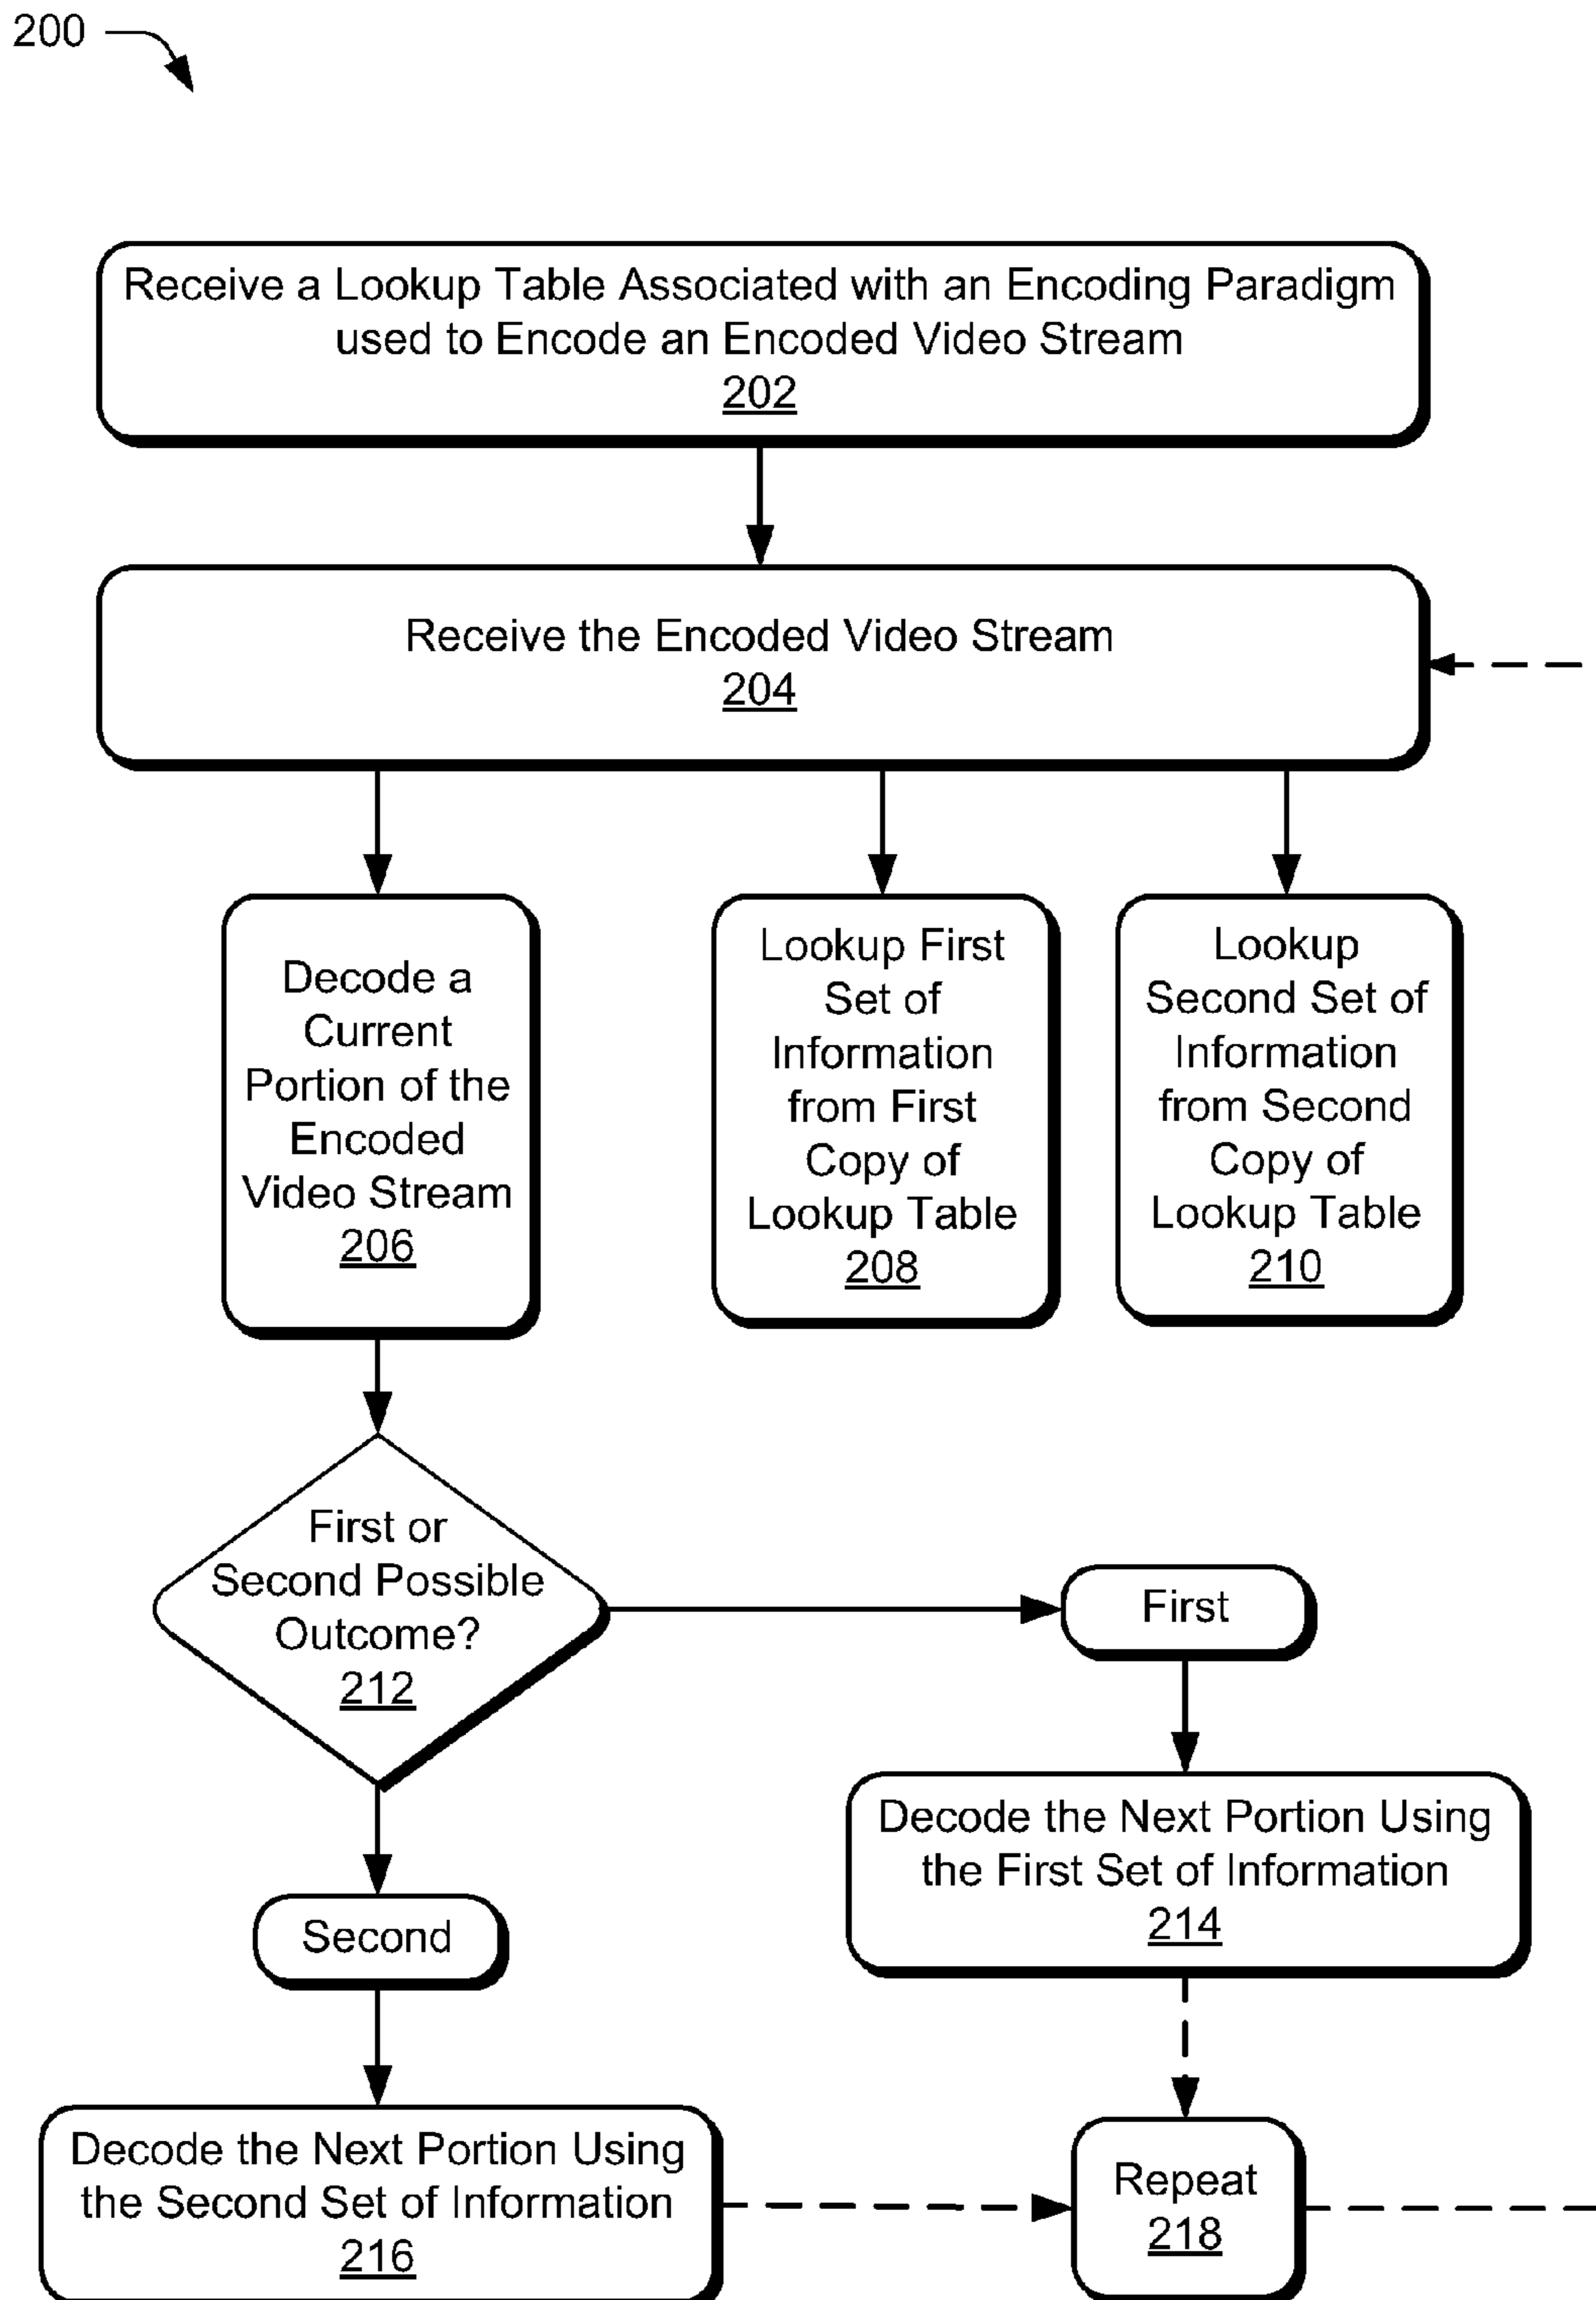 200
Receive a Lookup Table Associated with an Encoding Paradigm
used to Encode an Encoded Video Stream
202
Receive the Encoded Video Stream
204
Decode a
Current
Portion of the
Encoded
Video Stream
206
Lookup First
Set of
Information
from First
Copy of
Lookup Table
208
Lookup
Second Set of
Information
from Second
Copy of
Lookup Table
210
First or
Second Possible
Outcome?
212
First
Decode the Next Portion Using
the First Set of Information
214
Second
Decode the Next Portion Using
the Second Set of Information
216
Repeat
218